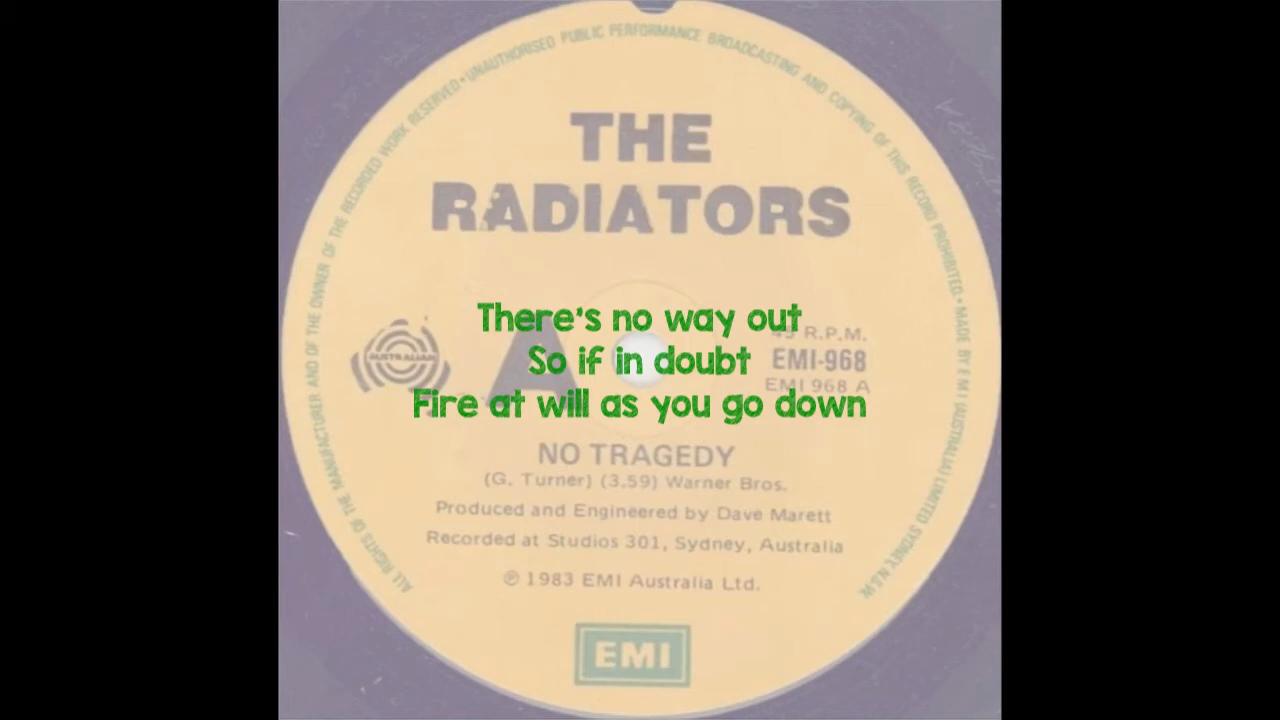 ALL RIGHTS OF THE MANUFACTURER AND OF THE OWNER OF THE RECORDED WORK RESERVED • UNAUTHORISED PUBLIC PERFORMANCE BROADCASTING AND COPYING OF THIS RECORD PROHIBITED. • MADE BY EMI (AUSTRALIA) LIMITED SYDNEY, N.S.W.
THE
RADIATORS
There's no way out
So if in doubt
Fire at will as you go down
AUSTRALIAN
A
45 R.P.M.
EMI-968
EMI 968 A
NO TRAGEDY
(G. Turner) (3.59) Warner Bros.
Produced and Engineered by Dave Marett
Recorded at Studios 301, Sydney, Australia
℗ 1983 EMI Australia Ltd.
EMI